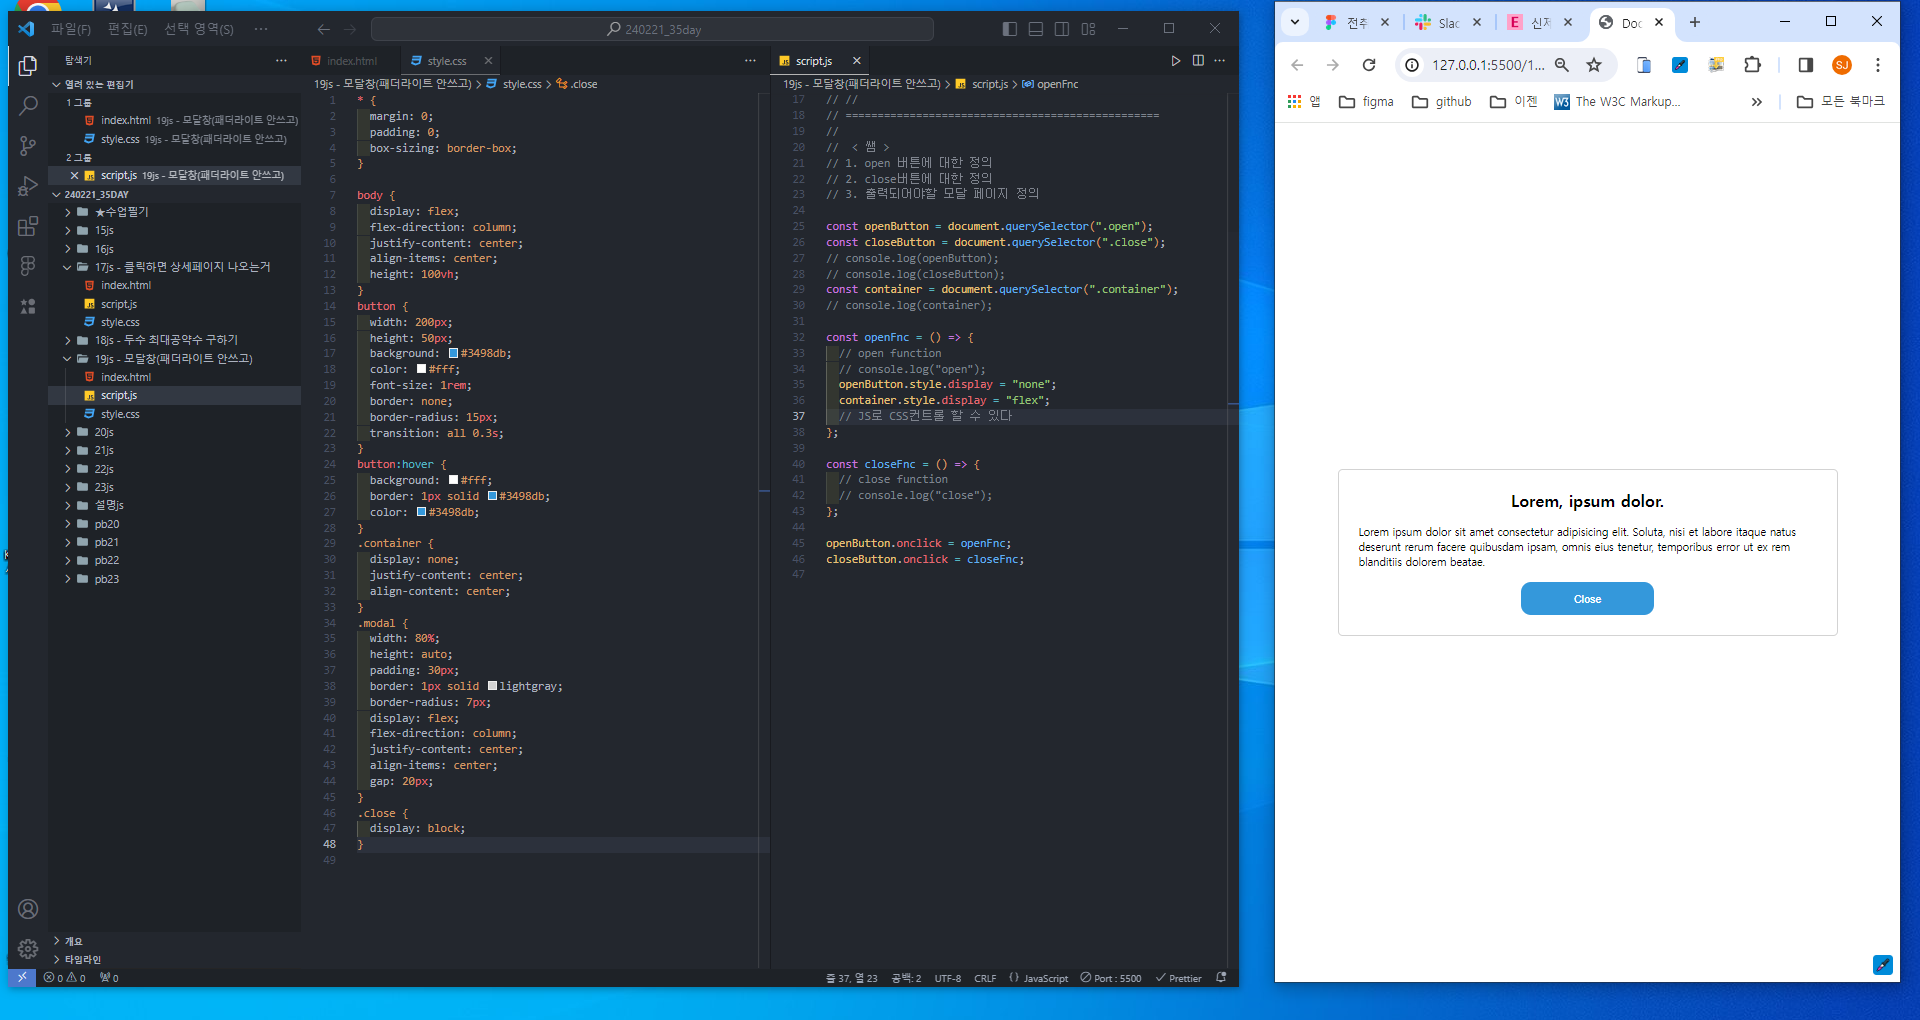 파일(F) 편집(E) 선택 영역(S) ···
240221_35day
탐색기
열려 있는 편집기
1 그룹
index.html 19js - 모달창(패더라이트 안쓰고)
style.css 19js - 모달창(패더라이트 안쓰고)
2 그룹
script.js 19js - 모달창(패더라이트 안쓰고)
240221_35DAY
★수업필기
15js
16js
17js - 클릭하면 상세페이지 나오는거
index.html
script.js
style.css
18js - 두수 최대공약수 구하기
19js - 모달창(패더라이트 안쓰고)
index.html
script.js
style.css
20js
21js
22js
23js
설명js
pb20
pb21
pb22
pb23
개요
타임라인
index.html
style.css
19js - 모달창(패더라이트 안쓰고) > style.css > .close
1 * {
2 margin: 0;
3 padding: 0;
4 box-sizing: border-box;
5 }
6
7 body {
8 display: flex;
9 flex-direction: column;
10 justify-content: center;
11 align-items: center;
12 height: 100vh;
13 }
14 button {
15 width: 200px;
16 height: 50px;
17 background: #3498db;
18 color: #fff;
19 font-size: 1rem;
20 border: none;
21 border-radius: 15px;
22 transition: all 0.3s;
23 }
24 button:hover {
25 background: #fff;
26 border: 1px solid #3498db;
27 color: #3498db;
28 }
29 .container {
30 display: none;
31 justify-content: center;
32 align-content: center;
33 }
34 .modal {
35 width: 80%;
36 height: auto;
37 padding: 30px;
38 border: 1px solid lightgray;
39 border-radius: 7px;
40 display: flex;
41 flex-direction: column;
42 justify-content: center;
43 align-items: center;
44 gap: 20px;
45 }
46 .close {
47 display: block;
48 }
49
script.js
19js - 모달창(패더라이트 안쓰고) > script.js > openFnc
17 // //
18 // =================================================
19 //
20 // < 쌤 >
21 // 1. open 버튼에 대한 정의
22 // 2. close버튼에 대한 정의
23 // 3. 출력되어야할 모달 페이지 정의
24
25 const openButton = document.querySelector(".open");
26 const closeButton = document.querySelector(".close");
27 // console.log(openButton);
28 // console.log(closeButton);
29 const container = document.querySelector(".container");
30 // console.log(container);
31
32 const openFnc = () => {
33 // open function
34 // console.log("open");
35 openButton.style.display = "none";
36 container.style.display = "flex";
37 // JS로 CSS컨트롤 할 수 있다
38 };
39
40 const closeFnc = () => {
41 // close function
42 // console.log("close");
43 };
44
45 openButton.onclick = openFnc;
46 closeButton.onclick = closeFnc;
47
0 0 0
줄 37, 열 23 공백: 2 UTF-8 CRLF {} JavaScript Port : 5500 Prettier
전추 Slac E 신저 Doc
127.0.0.1:5500/1... SJ
앱 figma github 이젠 W3 The W3C Markup... » 모든 북마크
Lorem, ipsum dolor.
Lorem ipsum dolor sit amet consectetur adipisicing elit. Soluta, nisi et labore itaque natus
deserunt rerum facere quibusdam ipsam, omnis eius tenetur, temporibus error ut ex rem
blanditiis dolorem beatae.
Close